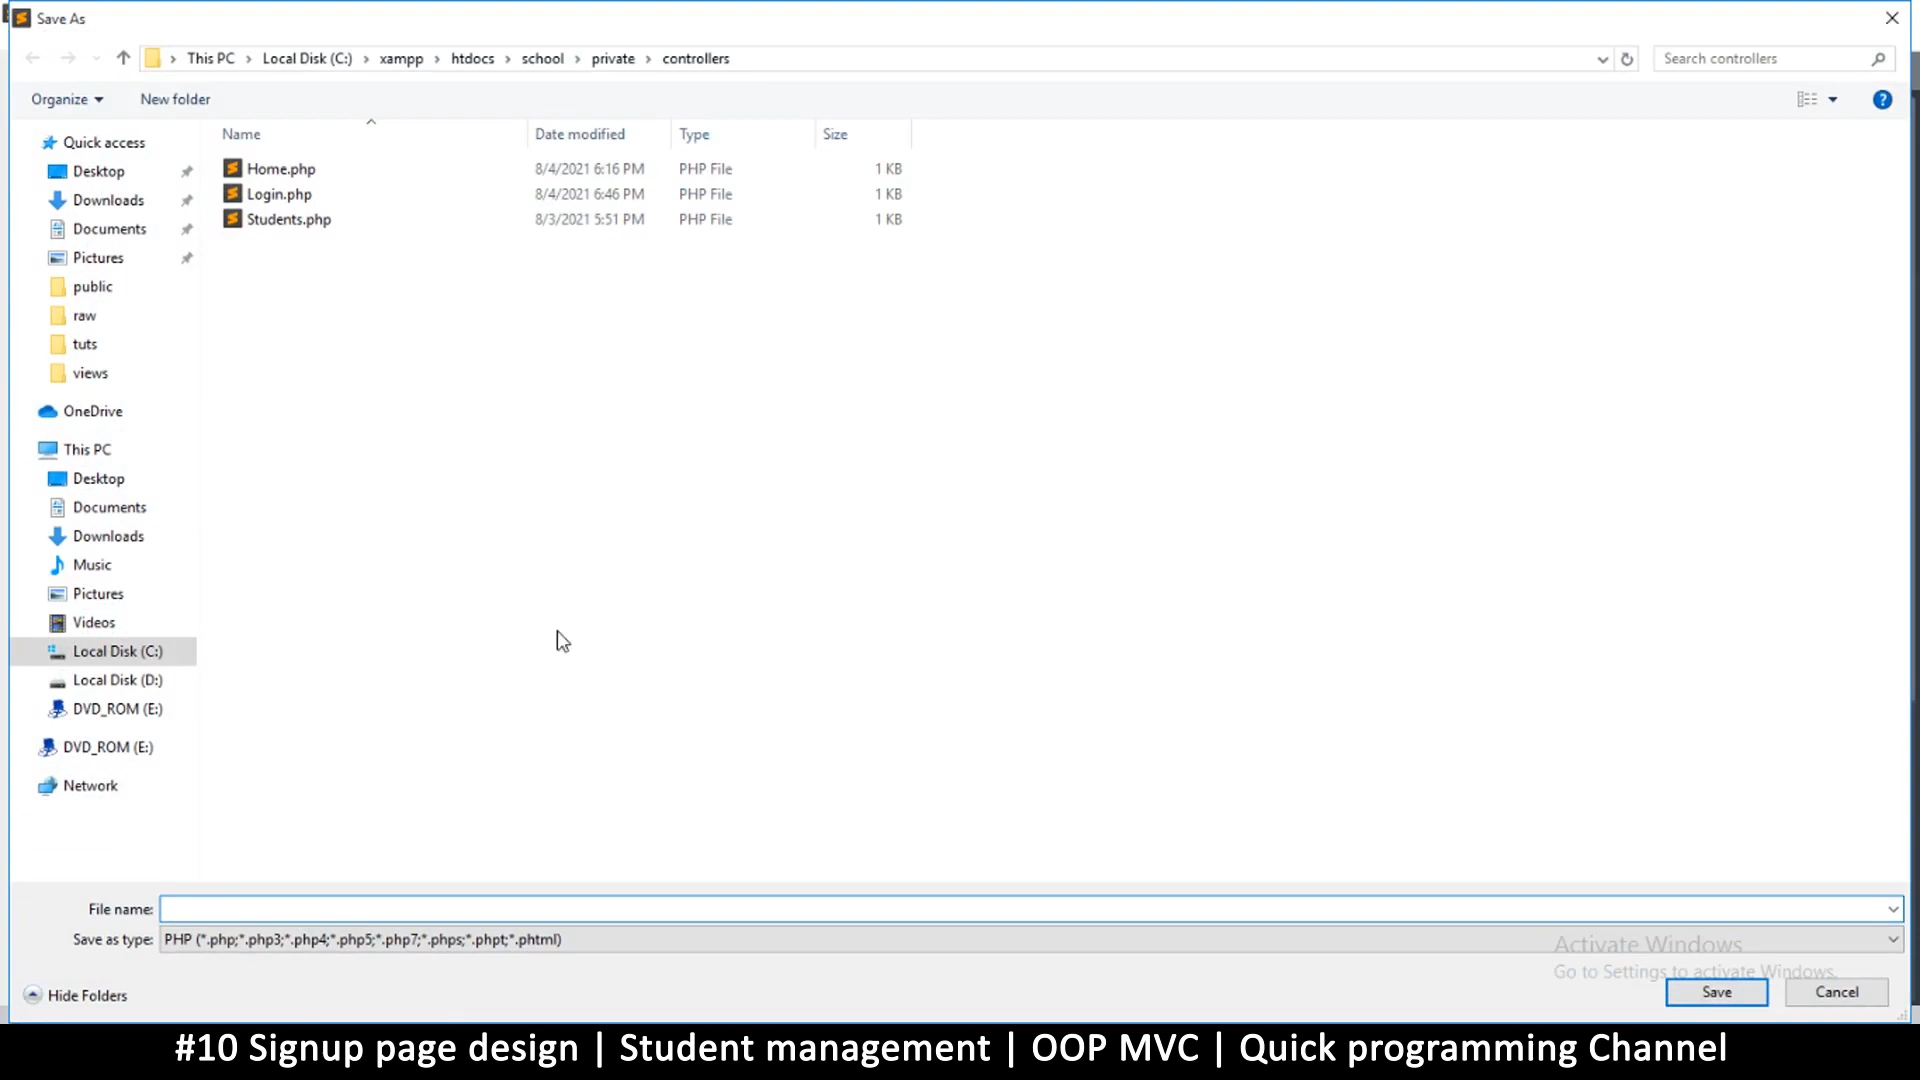 Save As
This PC > Local Disk (C:) > xampp > htdocs > school > private > controllers
Search controllers
Organize
New folder
Name
Date modified
Type
Size
Home.php 8/4/2021 6:16 PM PHP File 1 KB
Login.php 8/4/2021 6:46 PM PHP File 1 KB
Students.php 8/3/2021 5:51 PM PHP File 1 KB
Quick access
Desktop
Downloads
Documents
Pictures
public
raw
tuts
views
OneDrive
This PC
Desktop
Documents
Downloads
Music
Pictures
Videos
Local Disk (C:)
Local Disk (D:)
DVD_ROM (E:)
DVD_ROM (E:)
Network
File name:
Save as type: PHP (*.php;*.php3;*.php4;*.php5;*.php7;*.phps;*.phpt;*.phtml)
Activate Windows
Go to Settings to activate Windows.
Hide Folders
Save
Cancel
#10 Signup page design | Student management | OOP MVC | Quick programming Channel